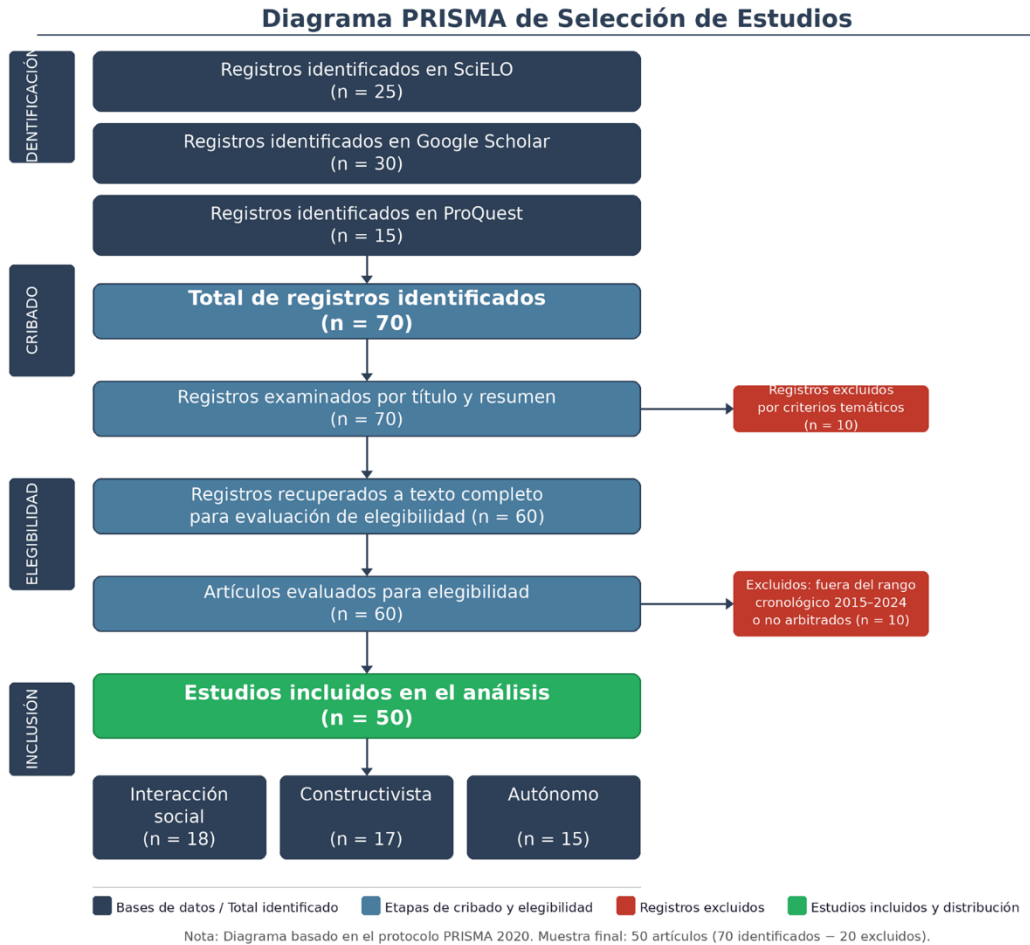 Diagrama PRISMA de Selección de Estudios
IDENTIFICACIÓN
Registros identificados en SciELO
(n = 25)
Registros identificados en Google Scholar
(n = 30)
Registros identificados en ProQuest
(n = 15)
CRIBADO
Total de registros identificados
(n = 70)
Registros examinados por título y resumen
(n = 70)
Registros excluidos
por criterios temáticos
(n = 10)
ELEGIBILIDAD
Registros recuperados a texto completo
para evaluación de elegibilidad (n = 60)
Artículos evaluados para elegibilidad
(n = 60)
Excluidos: fuera del rango
cronológico 2015–2024
o no arbitrados (n = 10)
INCLUSIÓN
Estudios incluidos en el análisis
(n = 50)
Interacción
social
(n = 18)
Constructivista
(n = 17)
Autónomo
(n = 15)
Bases de datos / Total identificado
Etapas de cribado y elegibilidad
Registros excluidos
Estudios incluidos y distribución
Nota: Diagrama basado en el protocolo PRISMA 2020. Muestra final: 50 artículos (70 identificados − 20 excluidos).